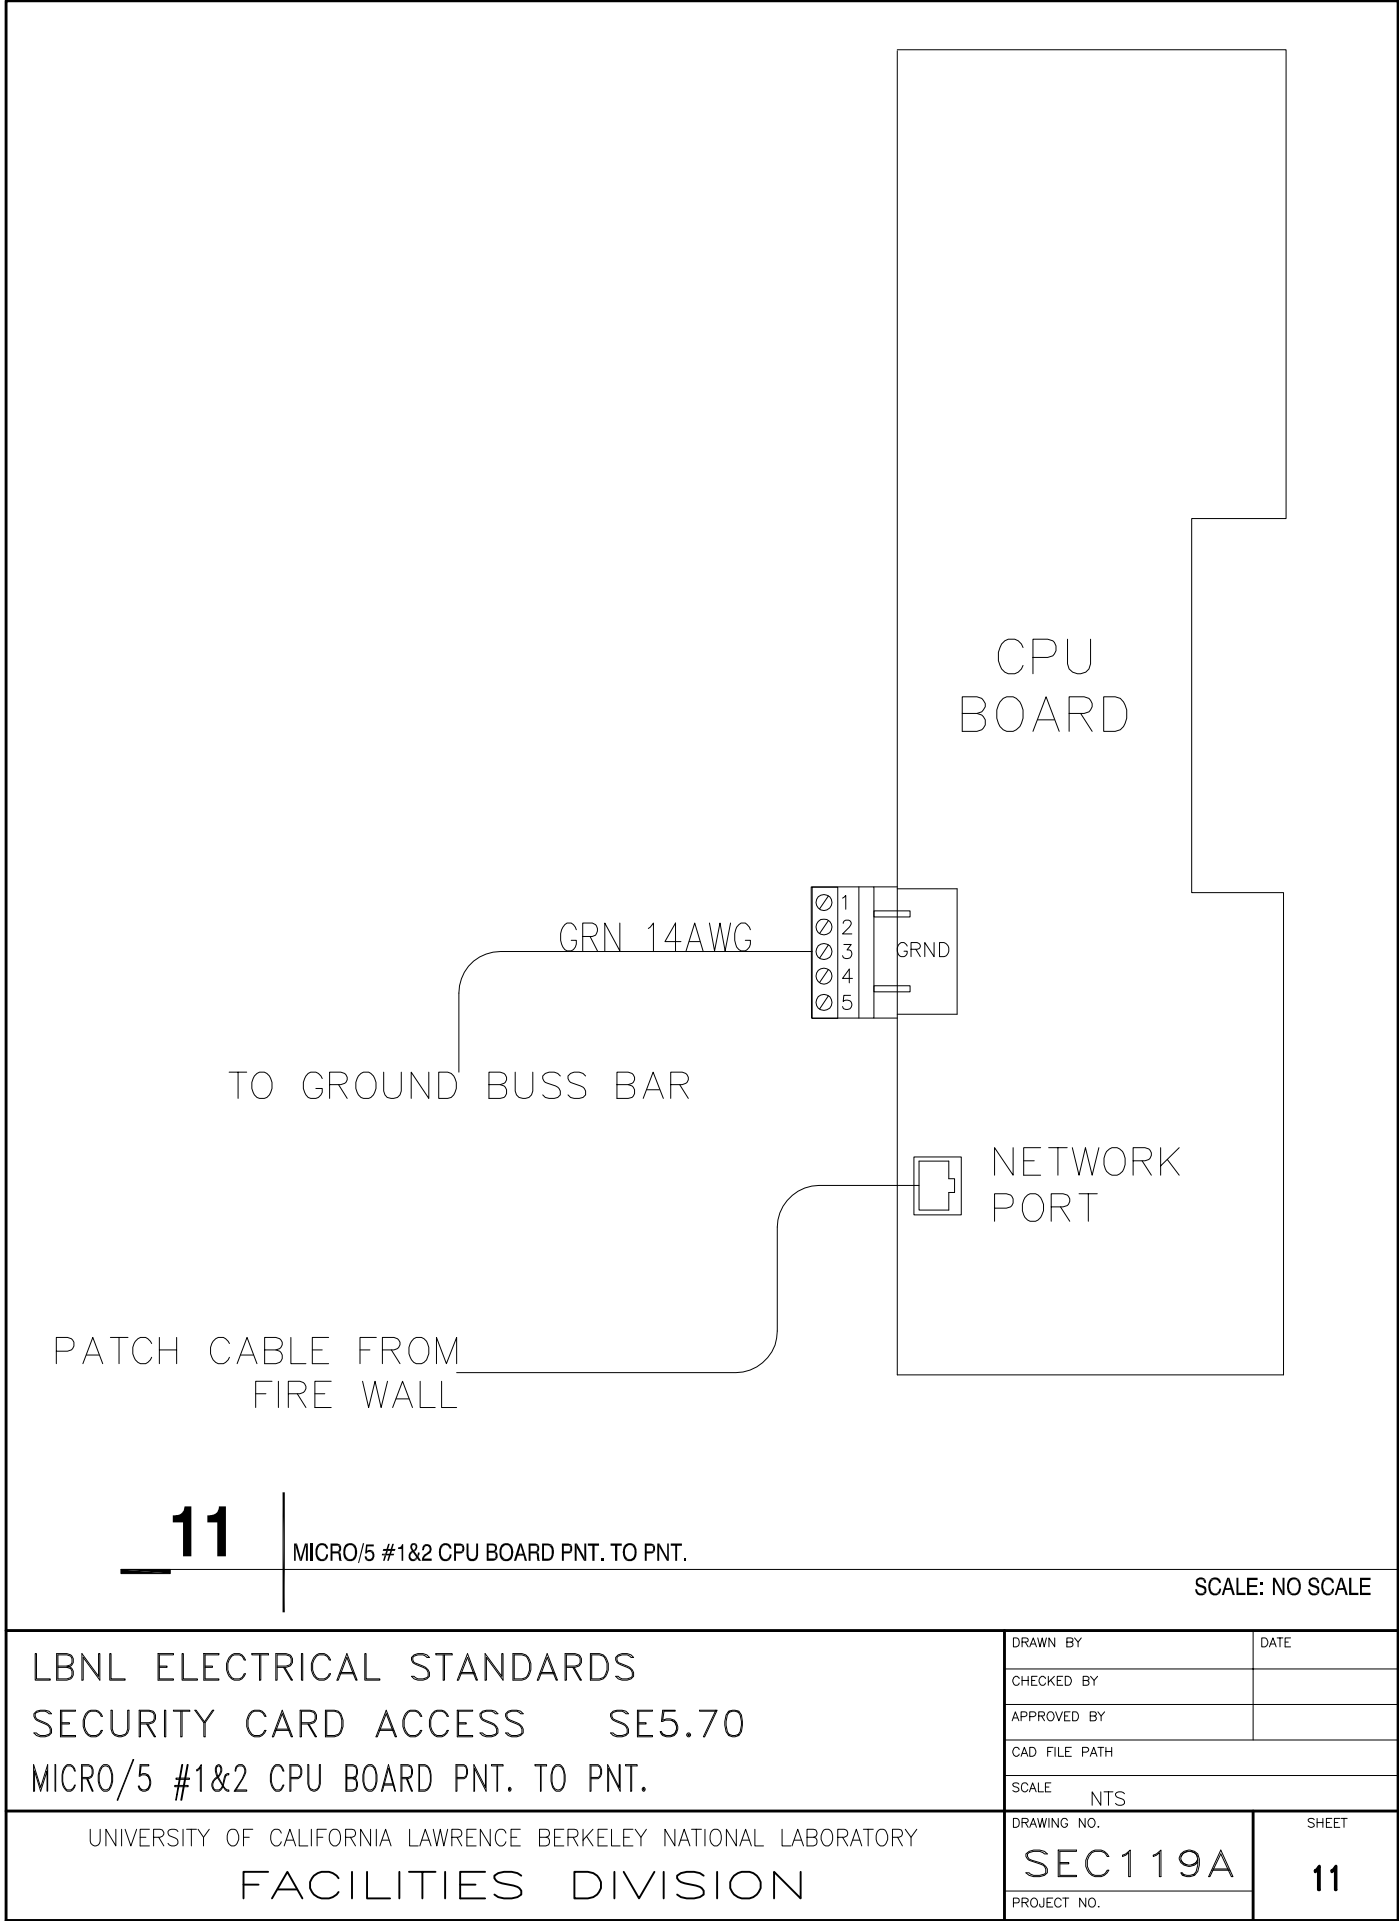 CPU
BOARD
1
2
GRN 14AWG
3
GRND
4
5
TO GROUND BUSS BAR
NETWORK
PORT
PATCH CABLE FROM
FIRE WALL
11
MICRO/5 #1&2 CPU BOARD PNT. TO PNT.
SCALE: NO SCALE
LBNL ELECTRICAL STANDARDS
SECURITY CARD ACCESS SE5.70
MICRO/5 #1&2 CPU BOARD PNT. TO PNT.
DRAWN BY
DATE
CHECKED BY
APPROVED BY
CAD FILE PATH
SCALE NTS
UNIVERSITY OF CALIFORNIA LAWRENCE BERKELEY NATIONAL LABORATORY
FACILITIES DIVISION
DRAWING NO.
SEC119A
PROJECT NO.
SHEET
11